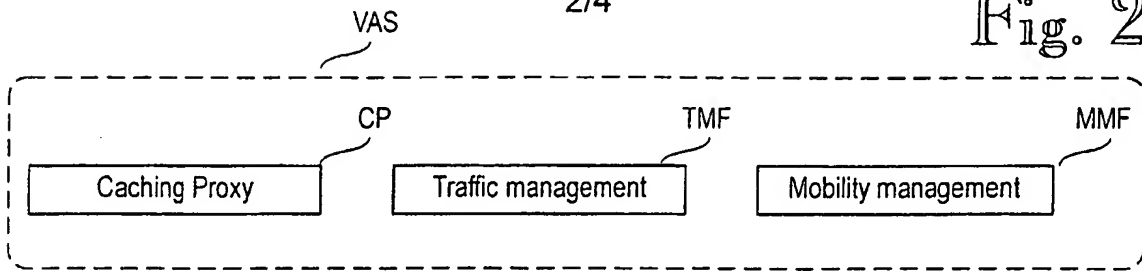 2/4
Fig. 2
VAS
CP
TMF
MMF
Caching Proxy
Traffic management
Mobility management